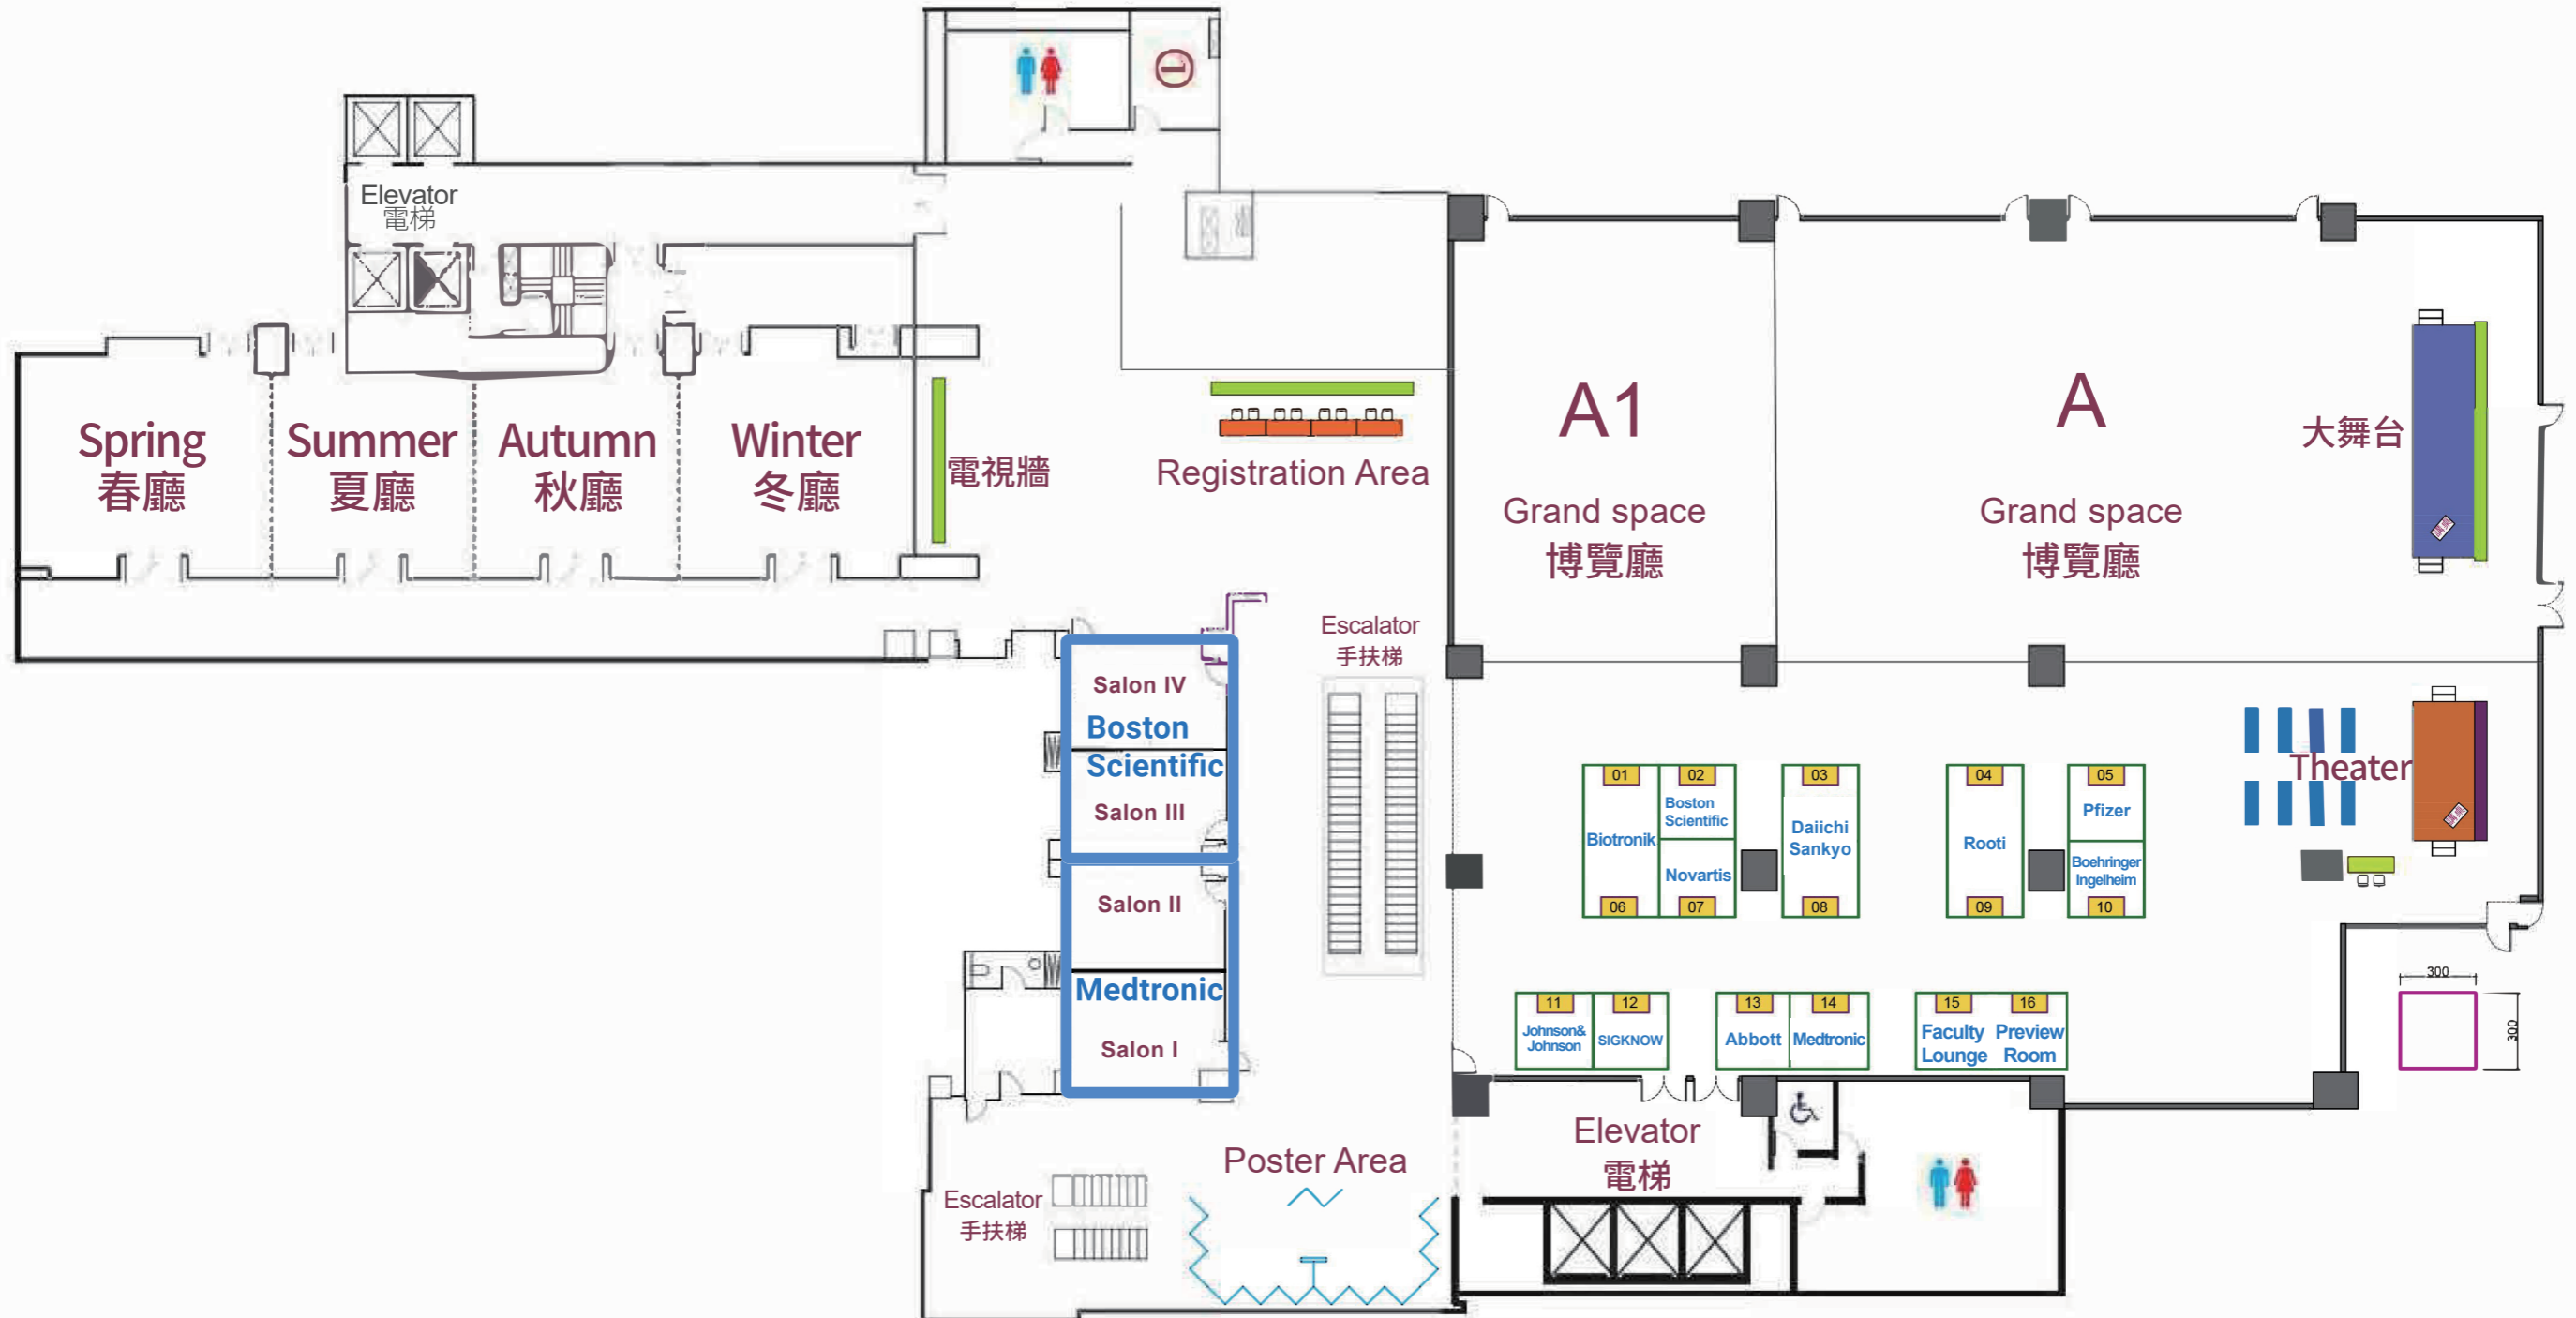 Elevator
電梯
Spring
春廳
Summer
夏廳
Autumn
秋廳
Winter
冬廳
電視牆
Registration Area
A1
Grand space
博覽廳
A
Grand space
博覽廳
大舞台
Escalator
手扶梯
Salon IV
Boston
Scientific
Salon III
Salon II
Medtronic
Salon I
Theater
01
02
03
04
05
Biotronik
Boston
Scientific
Novartis
Daiichi
Sankyo
Rooti
Pfizer
Boehringer
Ingelheim
06
07
08
09
10
11
12
13
14
15
16
Johnson&
Johnson
SIGKNOW
Abbott
Medtronic
Faculty
Lounge
Preview
Room
300
300
Elevator
電梯
Poster Area
Escalator
手扶梯